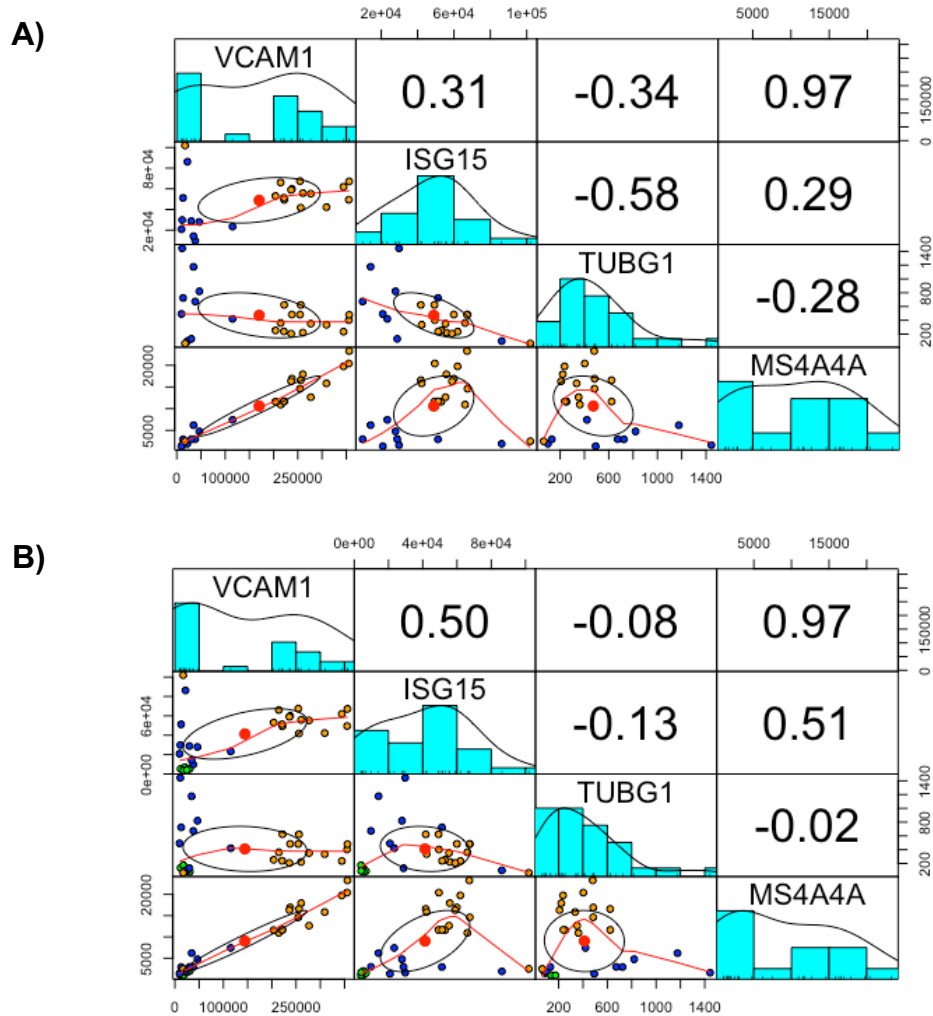 A)
2e+04 6e+04 1e+05
5000 15000
VCAM1
0.31
-0.34
0.97
0 150000
2e+04 8e+04
ISG15
-0.58
0.29
TUBG1
-0.28
200 800 1400
5000 20000
MS4A4A
0 100000 250000
200 600 1000 1400
B)
0e+00 4e+04 8e+04
5000 15000
VCAM1
0.50
-0.08
0.97
0 150000
0e+00 6e+04
ISG15
-0.13
0.51
TUBG1
-0.02
200 800 1400
5000 20000
MS4A4A
0 100000 250000
200 600 1000 1400